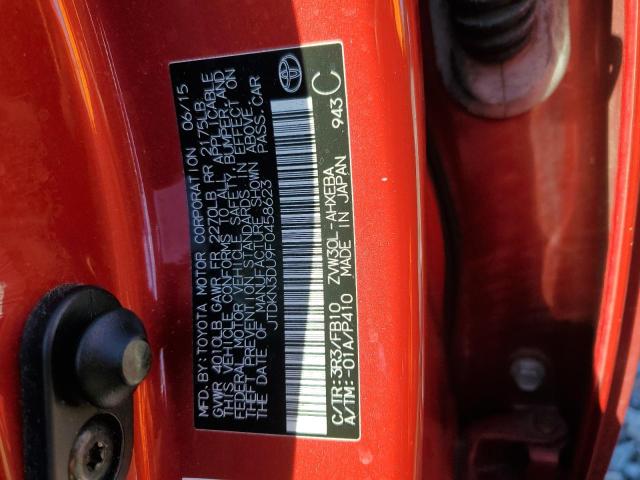 MFD. BY: TOYOTA MOTOR CORPORATION 06/15
GVWR 4010LB GAWR FR 2270LB RR 2175LB
THIS VEHICLE CONFORMS TO ALL APPLICABLE
FEDERAL MOTOR VEHICLE SAFETY, BUMPER, AND
THEFT PREVENTION STANDARDS IN EFFECT ON
THE DATE OF MANUFACTURE SHOWN ABOVE.
JTDKN3DU9F0458623 PASS. CAR
C/TR: 3R3/FB10 ZVW30L-AHXEBA 943 C
A/TM: -01A/P410 MADE IN JAPAN